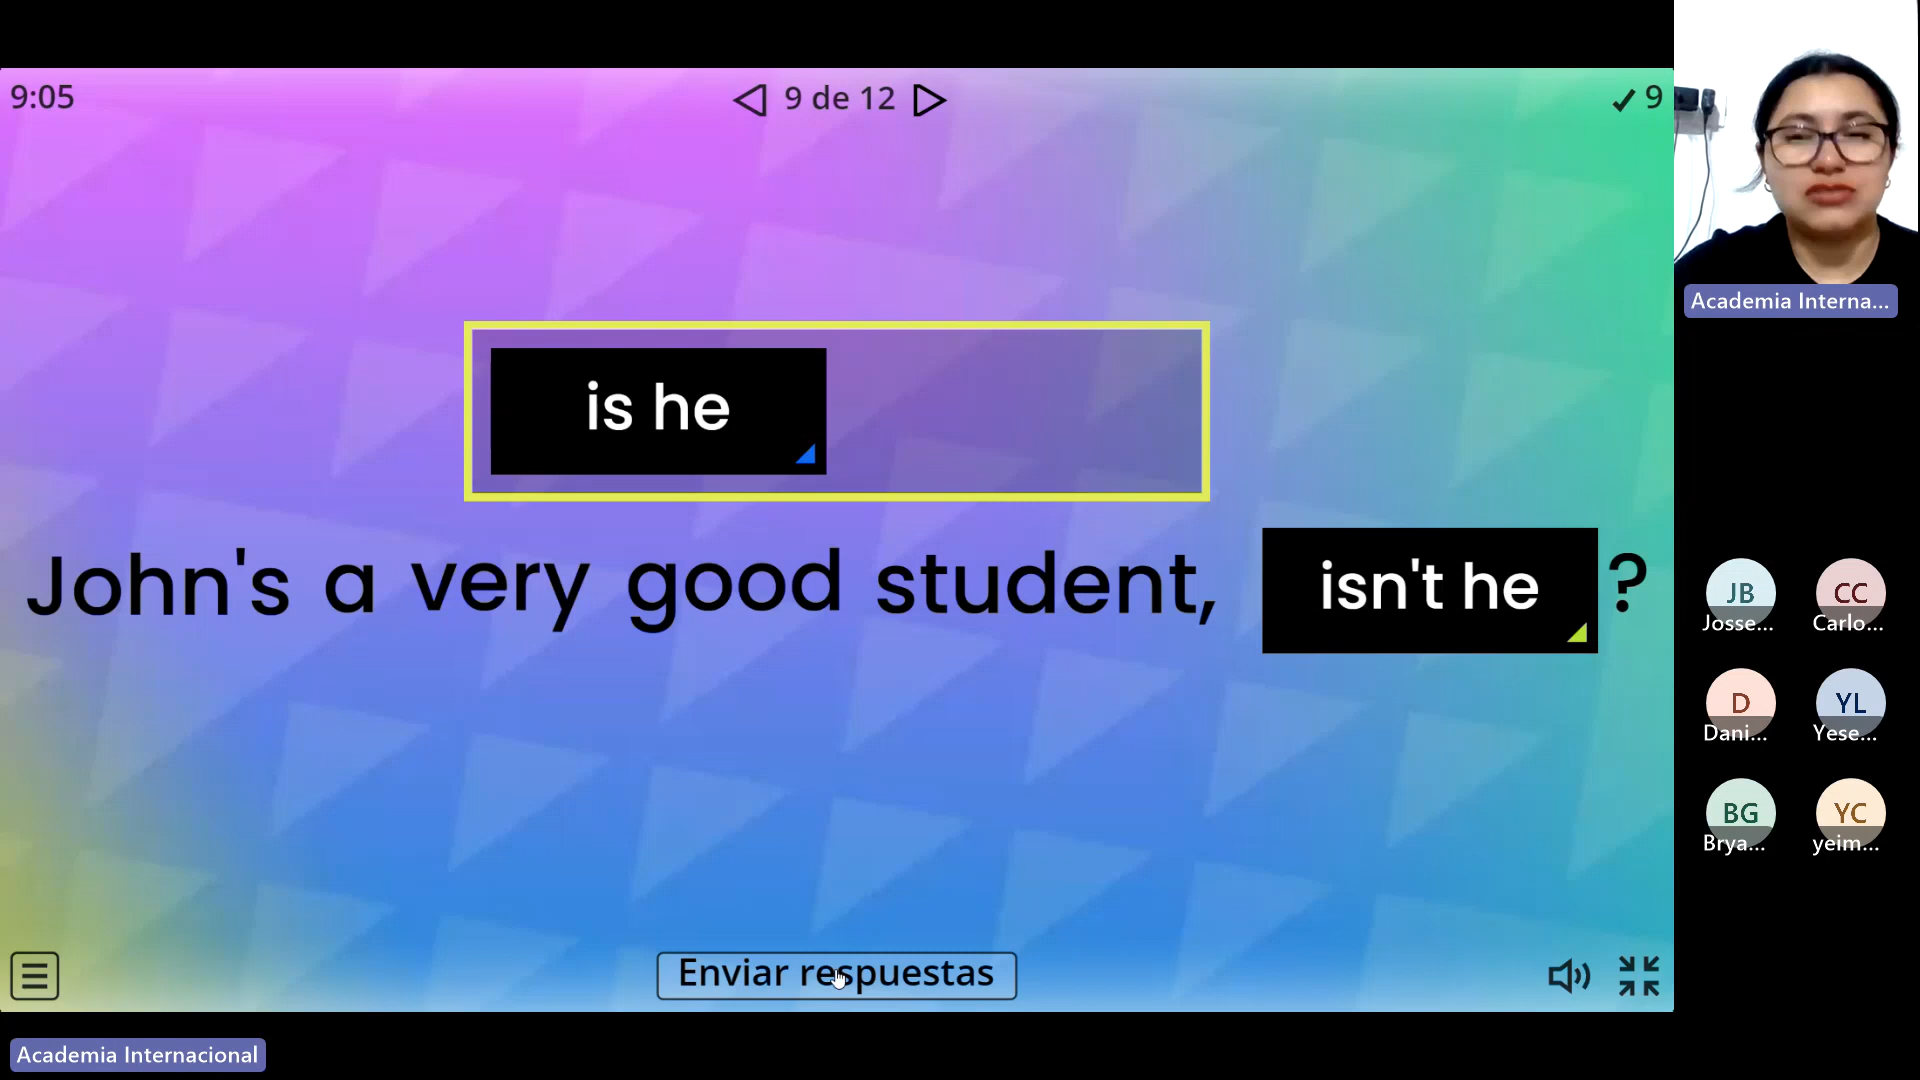 9:05
9 de 12
9
Academia Interna...
is he
John's a very good student, isn't he ?
JB
CC
Josse...
Carlo...
D
YL
Dani...
Yese...
BG
YC
Brya...
yeim...
Enviar respuestas
Academia Internacional